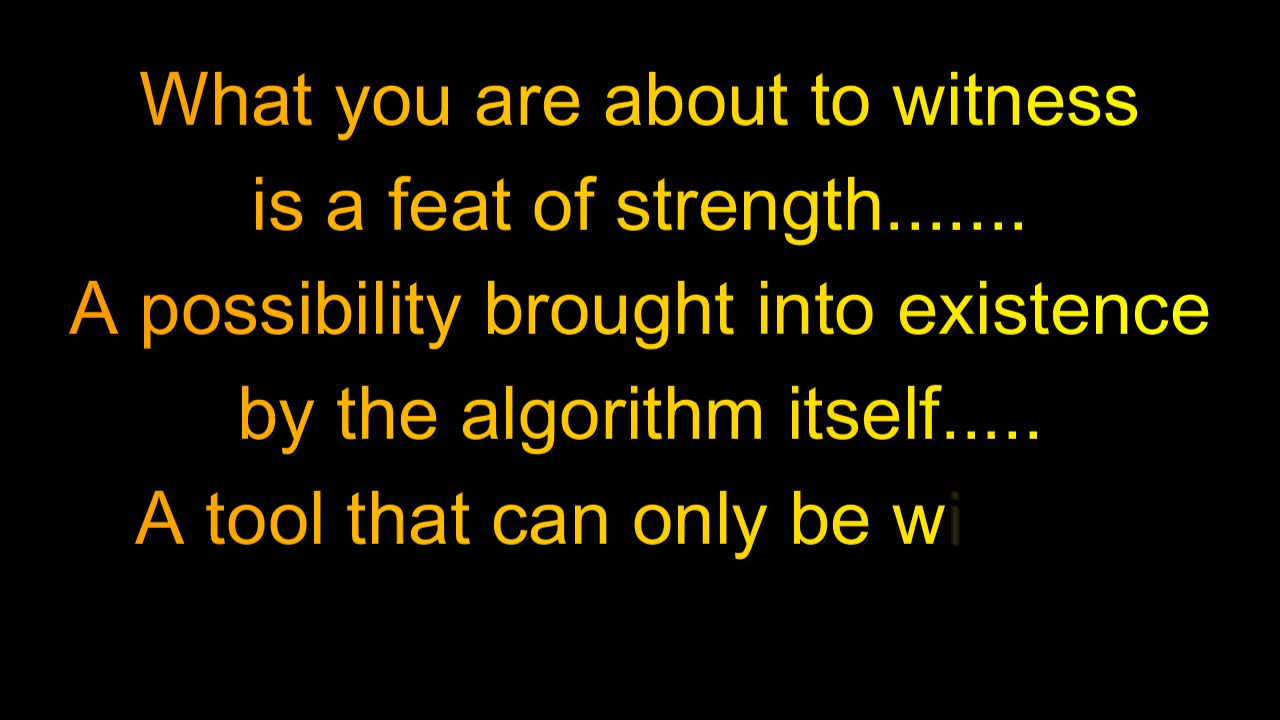 What you are about to witness
is a feat of strength.......
A possibility brought into existence
by the algorithm itself.....
A tool that can only be wi